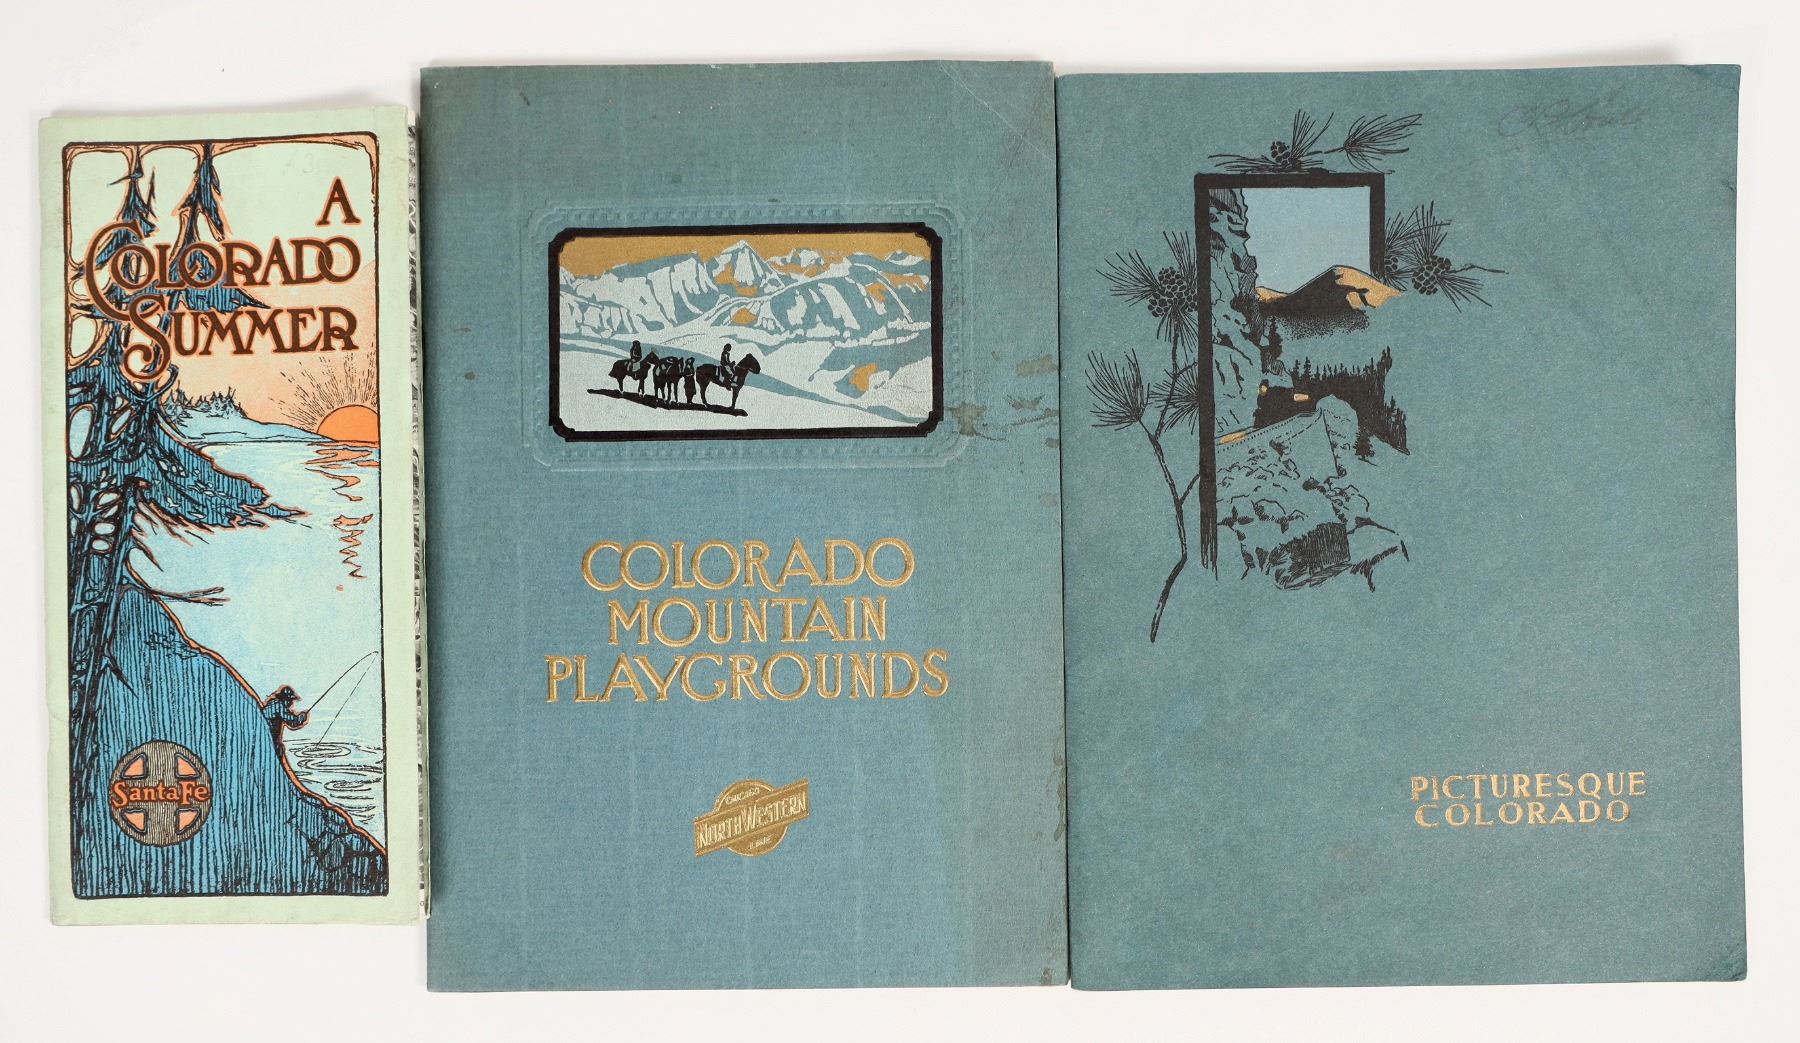 A
COLORADO
SUMMER
Santa Fe
COLORADO
MOUNTAIN
PLAYGROUNDS
CHICAGO
NORTH WESTERN
LINE
PICTURESQUE
COLORADO